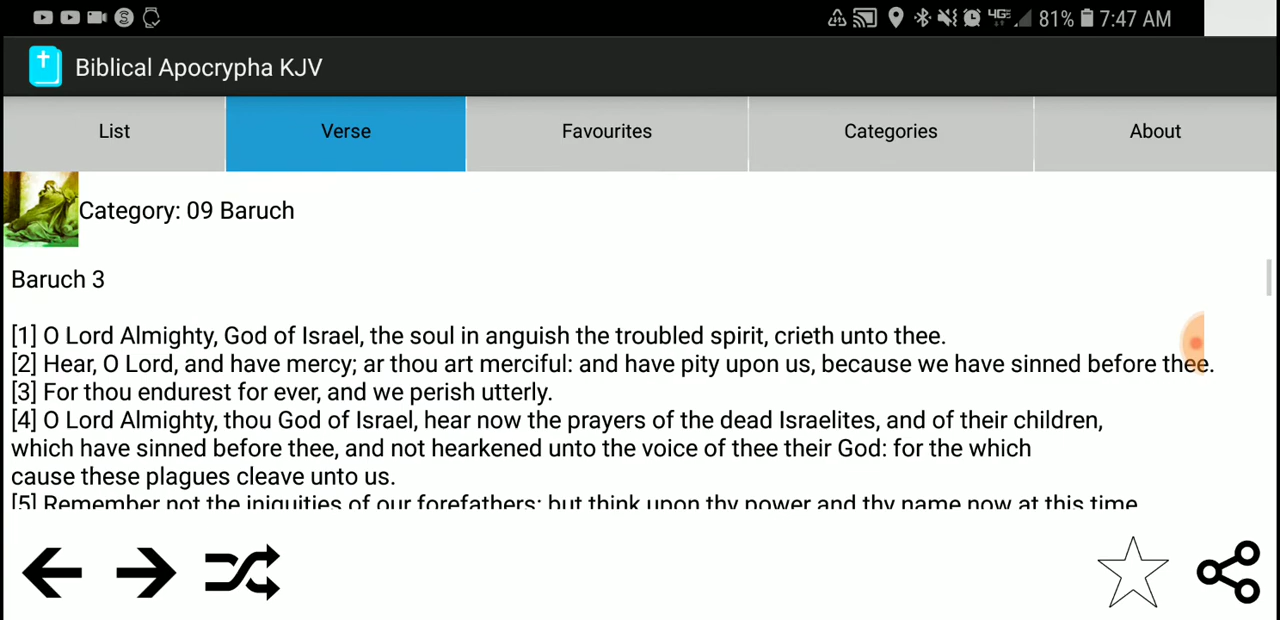 4GE 81% 7:47 AM
Biblical Apocrypha KJV
List Verse Favourites Categories About
Category: 09 Baruch
Baruch 3
[1] O Lord Almighty, God of Israel, the soul in anguish the troubled spirit, crieth unto thee.
[2] Hear, O Lord, and have mercy; ar thou art merciful: and have pity upon us, because we have sinned before thee.
[3] For thou endurest for ever, and we perish utterly.
[4] O Lord Almighty, thou God of Israel, hear now the prayers of the dead Israelites, and of their children,
which have sinned before thee, and not hearkened unto the voice of thee their God: for the which
cause these plagues cleave unto us.
[5] Remember not the iniquities of our forefathers: but think upon thy power and thy name now at this time